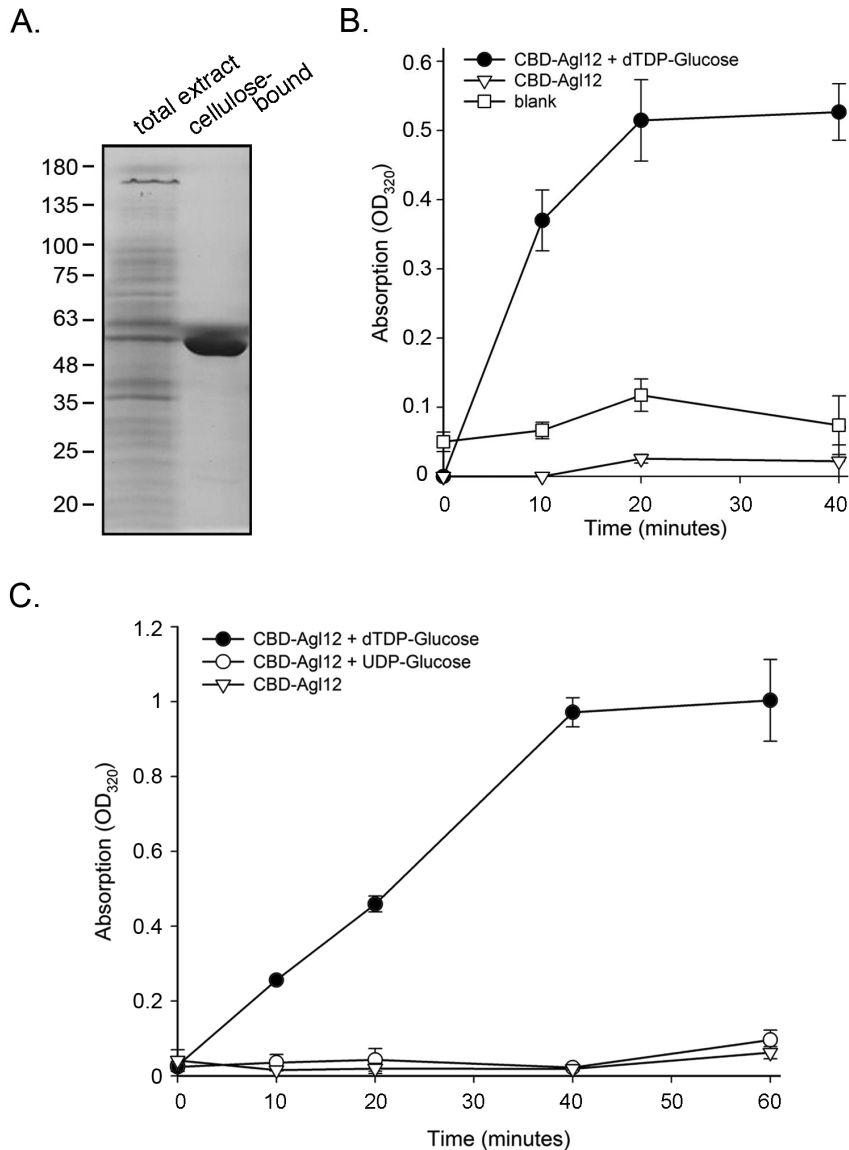 A.
total extract
cellulose-
bound
180
135
100
75
63
48
35
25
20
B.
CBD-Agl12 + dTDP-Glucose
CBD-Agl12
blank
Absorption (OD320)
0.6
0.5
0.4
0.3
0.2
0.1
0
0 10 20 30 40
Time (minutes)
C.
CBD-Agl12 + dTDP-Glucose
CBD-Agl12 + UDP-Glucose
CBD-Agl12
Absorption (OD320)
1.2
1
0.8
0.6
0.4
0.2
0
0 10 20 30 40 50 60
Time (minutes)